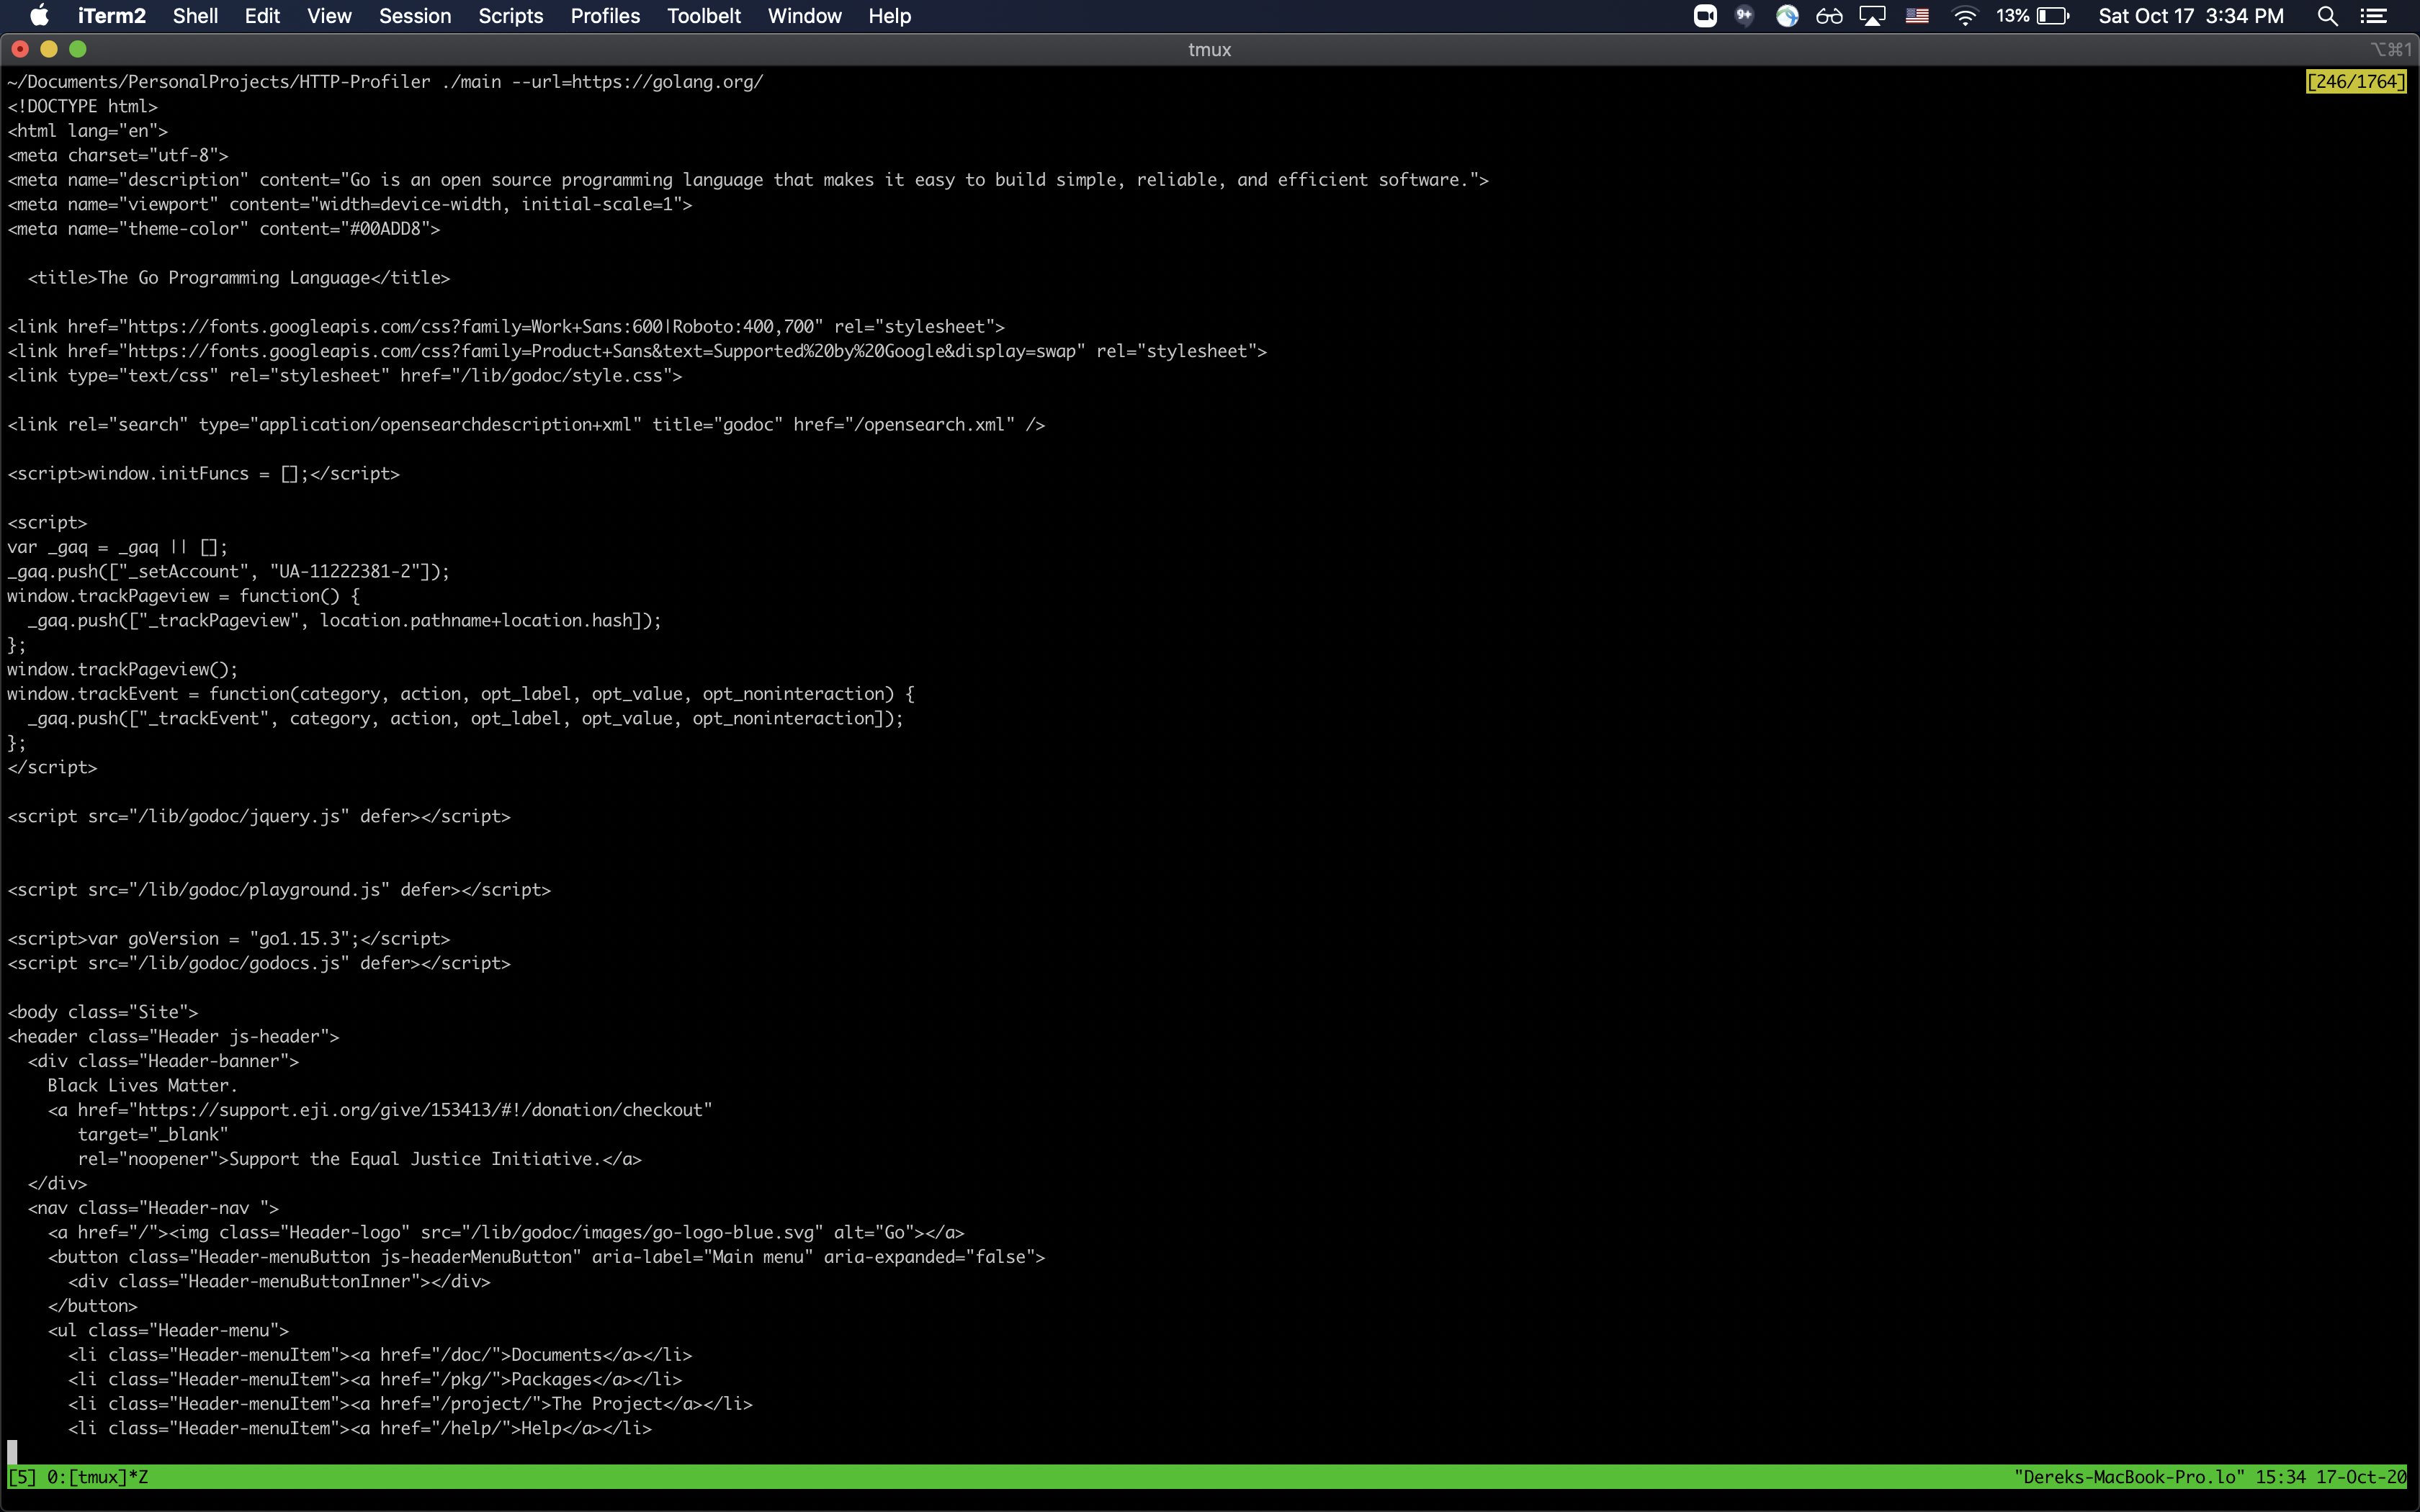 iTerm2 Shell Edit View Session Scripts Profiles Toolbelt Window Help 9+ 13% Sat Oct 17 3:34 PM
tmux ⌥⌘1
~/Documents/PersonalProjects/HTTP-Profiler ./main --url=https://golang.org/ [246/1764]
<!DOCTYPE html>
<html lang="en">
<meta charset="utf-8">
<meta name="description" content="Go is an open source programming language that makes it easy to build simple, reliable, and efficient software.">
<meta name="viewport" content="width=device-width, initial-scale=1">
<meta name="theme-color" content="#00ADD8">
  <title>The Go Programming Language</title>
<link href="https://fonts.googleapis.com/css?family=Work+Sans:600|Roboto:400,700" rel="stylesheet">
<link href="https://fonts.googleapis.com/css?family=Product+Sans&text=Supported%20by%20Google&display=swap" rel="stylesheet">
<link type="text/css" rel="stylesheet" href="/lib/godoc/style.css">
<link rel="search" type="application/opensearchdescription+xml" title="godoc" href="/opensearch.xml" />
<script>window.initFuncs = [];</script>
<script>
var _gaq = _gaq || [];
_gaq.push(["_setAccount", "UA-11222381-2"]);
window.trackPageview = function() {
  _gaq.push(["_trackPageview", location.pathname+location.hash]);
};
window.trackPageview();
window.trackEvent = function(category, action, opt_label, opt_value, opt_noninteraction) {
  _gaq.push(["_trackEvent", category, action, opt_label, opt_value, opt_noninteraction]);
};
</script>
<script src="/lib/godoc/jquery.js" defer></script>
<script src="/lib/godoc/playground.js" defer></script>
<script>var goVersion = "go1.15.3";</script>
<script src="/lib/godoc/godocs.js" defer></script>
<body class="Site">
<header class="Header js-header">
  <div class="Header-banner">
    Black Lives Matter.
    <a href="https://support.eji.org/give/153413/#!/donation/checkout"
       target="_blank"
       rel="noopener">Support the Equal Justice Initiative.</a>
  </div>
  <nav class="Header-nav ">
    <a href="/"><img class="Header-logo" src="/lib/godoc/images/go-logo-blue.svg" alt="Go"></a>
    <button class="Header-menuButton js-headerMenuButton" aria-label="Main menu" aria-expanded="false">
      <div class="Header-menuButtonInner"></div>
    </button>
    <ul class="Header-menu">
      <li class="Header-menuItem"><a href="/doc/">Documents</a></li>
      <li class="Header-menuItem"><a href="/pkg/">Packages</a></li>
      <li class="Header-menuItem"><a href="/project/">The Project</a></li>
      <li class="Header-menuItem"><a href="/help/">Help</a></li>
[5] 0:[tmux]*Z "Dereks-MacBook-Pro.lo" 15:34 17-Oct-20